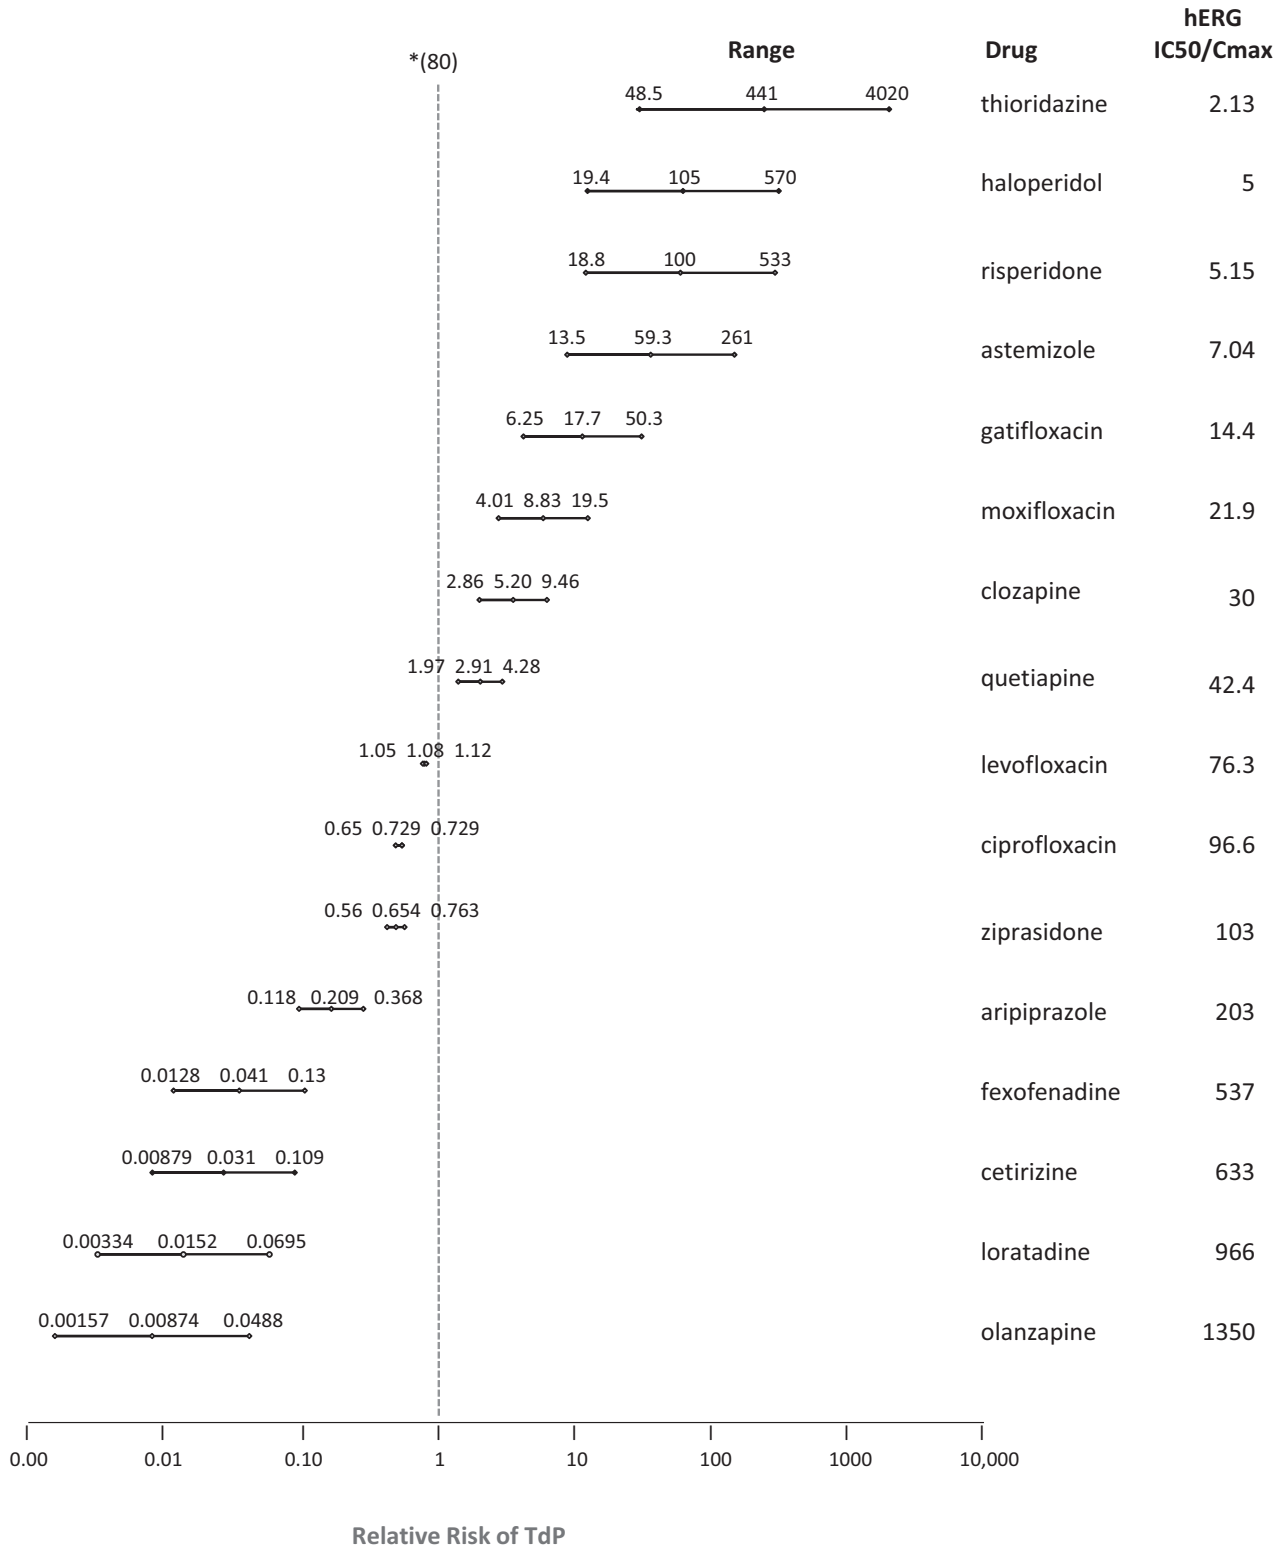 hERG
*(80) Range Drug IC50/Cmax
48.5 441 4020 thioridazine 2.13
19.4 105 570 haloperidol 5
18.8 100 533 risperidone 5.15
13.5 59.3 261 astemizole 7.04
6.25 17.7 50.3 gatifloxacin 14.4
4.01 8.83 19.5 moxifloxacin 21.9
2.86 5.20 9.46 clozapine 30
1.97 2.91 4.28 quetiapine 42.4
1.05 1.08 1.12 levofloxacin 76.3
0.65 0.729 0.729 ciprofloxacin 96.6
0.56 0.654 0.763 ziprasidone 103
0.118 0.209 0.368 aripiprazole 203
0.0128 0.041 0.13 fexofenadine 537
0.00879 0.031 0.109 cetirizine 633
0.00334 0.0152 0.0695 loratadine 966
0.00157 0.00874 0.0488 olanzapine 1350
0.00 0.01 0.10 1 10 100 1000 10,000
Relative Risk of TdP